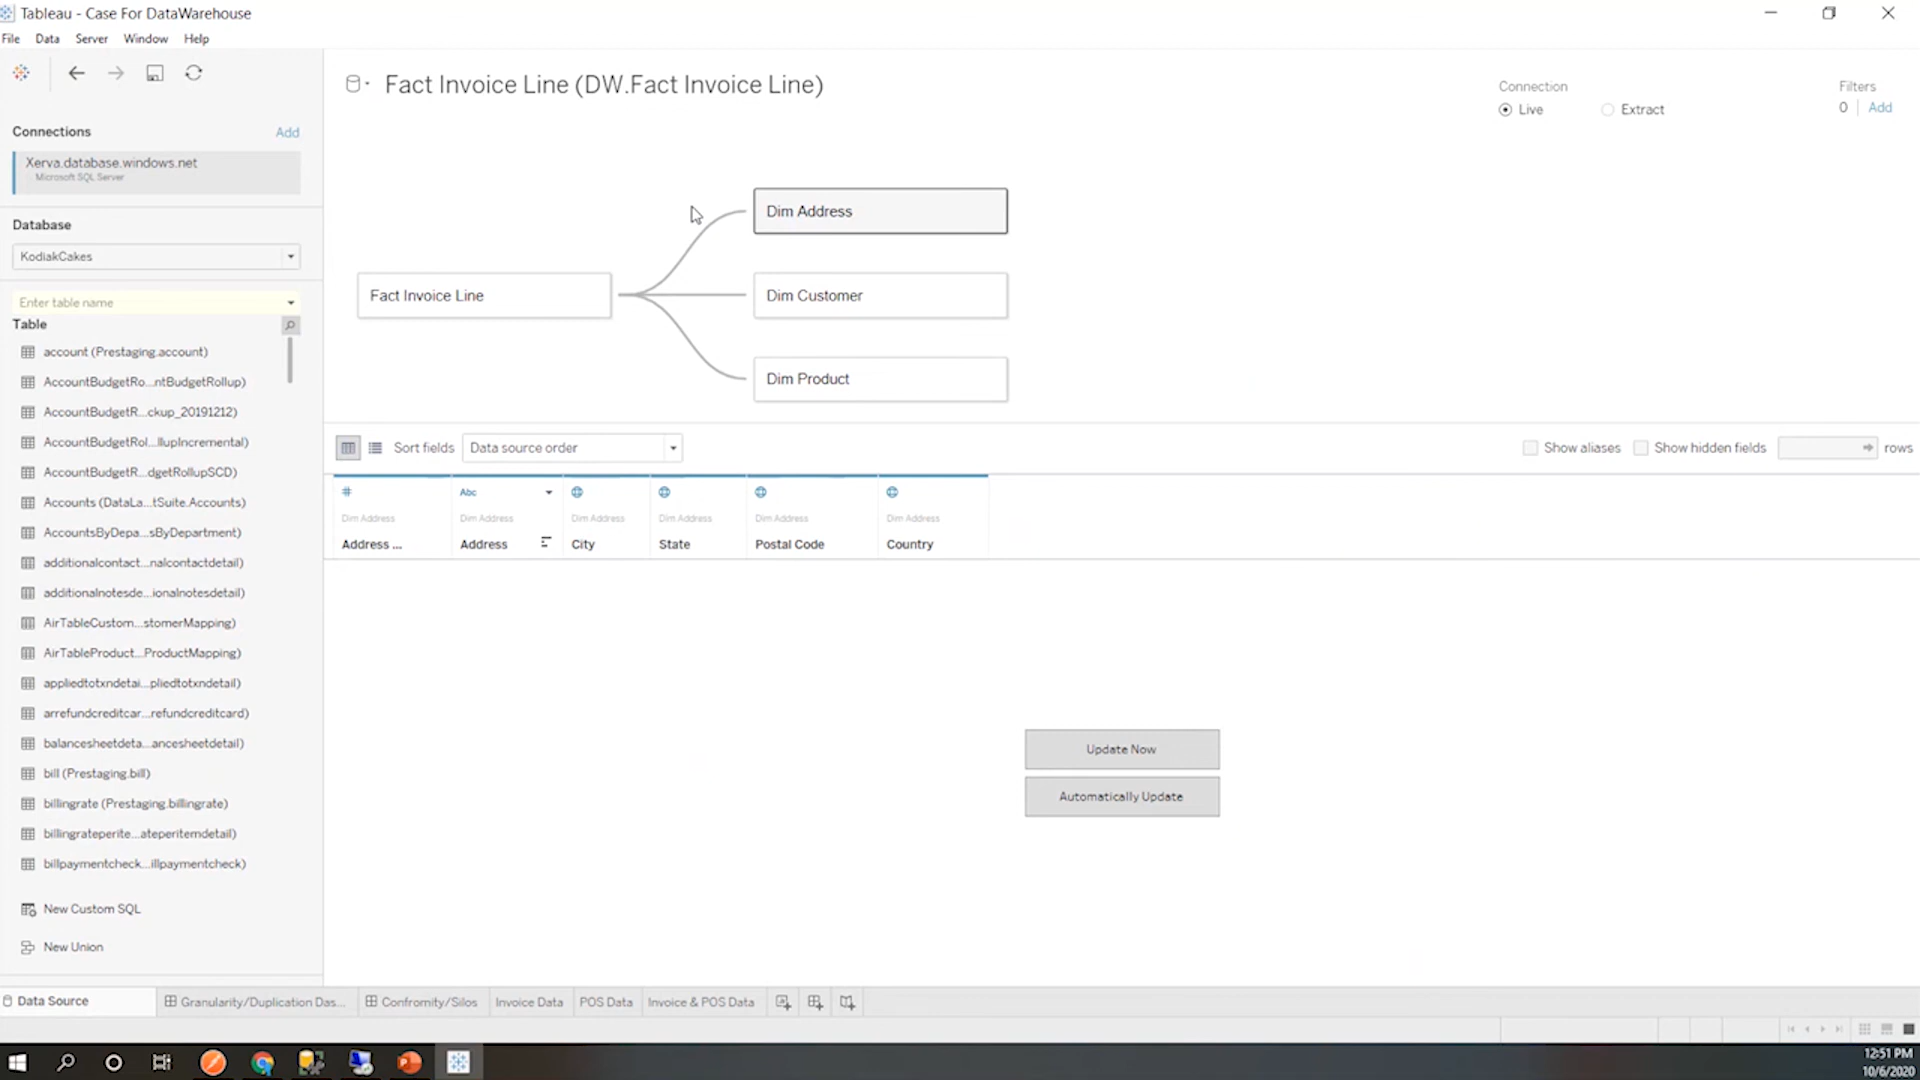 Tableau - Case For DataWarehouse
File Data Server Window Help
Connections Add
Xerva.database.windows.net
Microsoft SQL Server
Database
KodiakCakes
Enter table name
Table
account (Prestaging.account)
AccountBudgetRo...ntBudgetRollup)
AccountBudgetR...ckup_20191212)
AccountBudgetRol...llupIncremental)
AccountBudgetR...dgetRollupSCD)
Accounts (DataLa...tSuite.Accounts)
AccountsByDepa...sByDepartment)
additionalcontact...nalcontactdetail)
additionalnotesde...ionalnotesdetail)
AirTableCustom...stomerMapping)
AirTableProduct...ProductMapping)
appliedtotxndetai...pliedtotxndetail)
arrefundcreditcar...refundcreditcard)
balancesheetdeta...ancesheetdetail)
bill (Prestaging.bill)
billingrate (Prestaging.billingrate)
billingrateperite...ateperitemdetail)
billpaymentcheck...illpaymentcheck)
New Custom SQL
New Union
Fact Invoice Line (DW.Fact Invoice Line)
Connection
Live Extract
Filters
0 Add
Dim Address
Fact Invoice Line
Dim Customer
Dim Product
Sort fields Data source order
Show aliases Show hidden fields rows
# Abc
Dim Address Dim Address Dim Address Dim Address Dim Address Dim Address
Address ... Address City State Postal Code Country
Update Now
Automatically Update
Data Source Granularity/Duplication Das... Confromity/Silos Invoice Data POS Data Invoice & POS Data
12:51 PM
10/6/2020